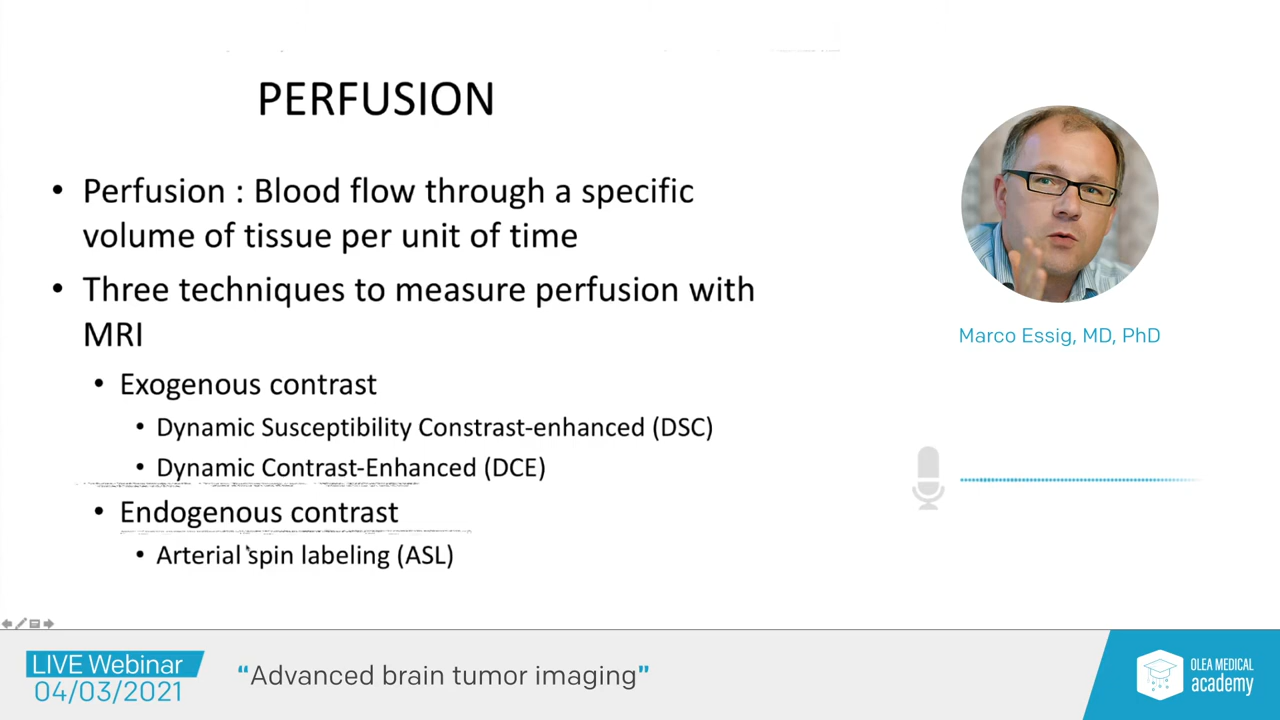 PERFUSION
• Perfusion : Blood flow through a specific
volume of tissue per unit of time
• Three techniques to measure perfusion with
MRI
• Exogenous contrast
• Dynamic Susceptibility Constrast-enhanced (DSC)
• Dynamic Contrast-Enhanced (DCE)
• Endogenous contrast
• Arterial spin labeling (ASL)
Marco Essig, MD, PhD
LIVE Webinar
04/03/2021
“Advanced brain tumor imaging”
OLEA MEDICAL
academy